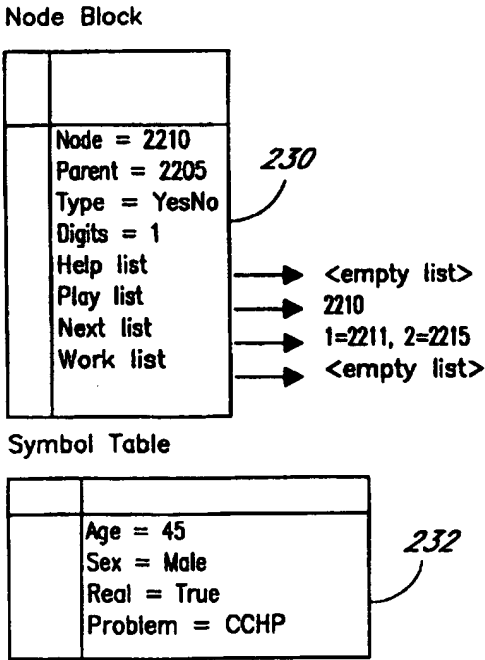 Node Block
Node = 2210
230
Parent = 2205
Type = YesNo
Digits = 1
Help list
<empty list>
Play list
2210
Next list
1=2211, 2=2215
Work list
<empty list>
Symbol Table
Age = 45
232
Sex = Male
Real = True
Problem = CCHP